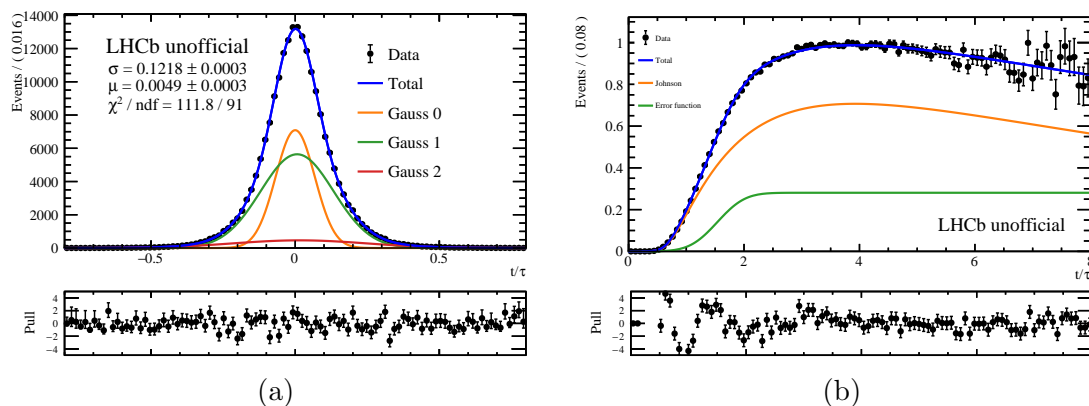 Events / ( 0.016)
14000
12000
10000
8000
6000
4000
2000
0
LHCb unofficial
σ = 0.1218 ± 0.0003
μ = 0.0049 ± 0.0003
χ² / ndf = 111.8 / 91
Data
Total
Gauss 0
Gauss 1
Gauss 2
−0.5
0
0.5
t/τ
Pull
4
2
0
−2
−4
(a)
Events / ( 0.08)
1
0.8
0.6
0.4
0.2
0
Data
Total
Johnson
Error function
LHCb unofficial
0
2
4
6
8
t/τ
Pull
4
2
0
−2
−4
(b)